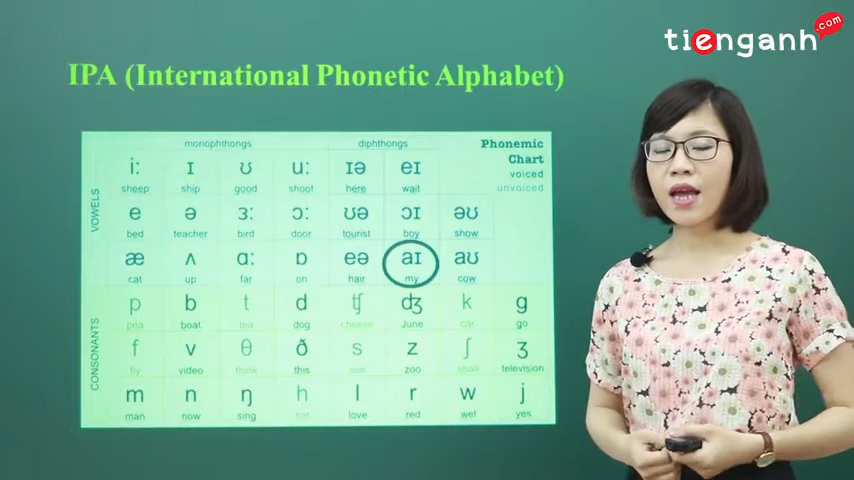 tienganh.com
IPA (International Phonetic Alphabet)
monophthongs diphthongs Phonemic
Chart
voiced
unvoiced
VOWELS
iː ɪ ʊ uː ɪə eɪ
sheep ship good shoot here wait
e ə ɜː ɔː ʊə ɔɪ əʊ
bed teacher bird door tourist boy show
æ ʌ ɑː ɒ eə aɪ aʊ
cat up far on hair my cow
CONSONANTS
p b t d ʧ ʤ k g
pea boat tea dog cheese June car go
f v θ ð s z ʃ ʒ
fly video think this see zoo shall television
m n ŋ h l r w j
man now sing hat love red wet yes